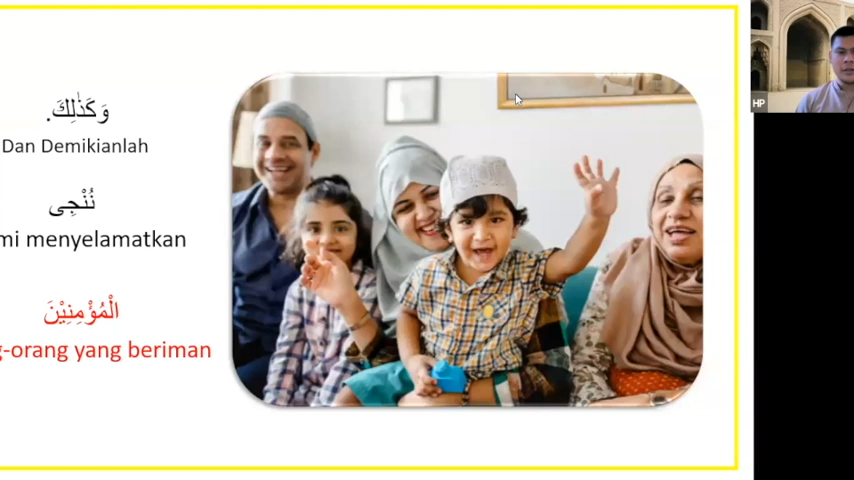 وَكَذٰلِكَ.
Dan Demikianlah
نُنْجِى
mi menyelamatkan
الْمُؤْمِنِيْنَ
g-orang yang beriman
HP